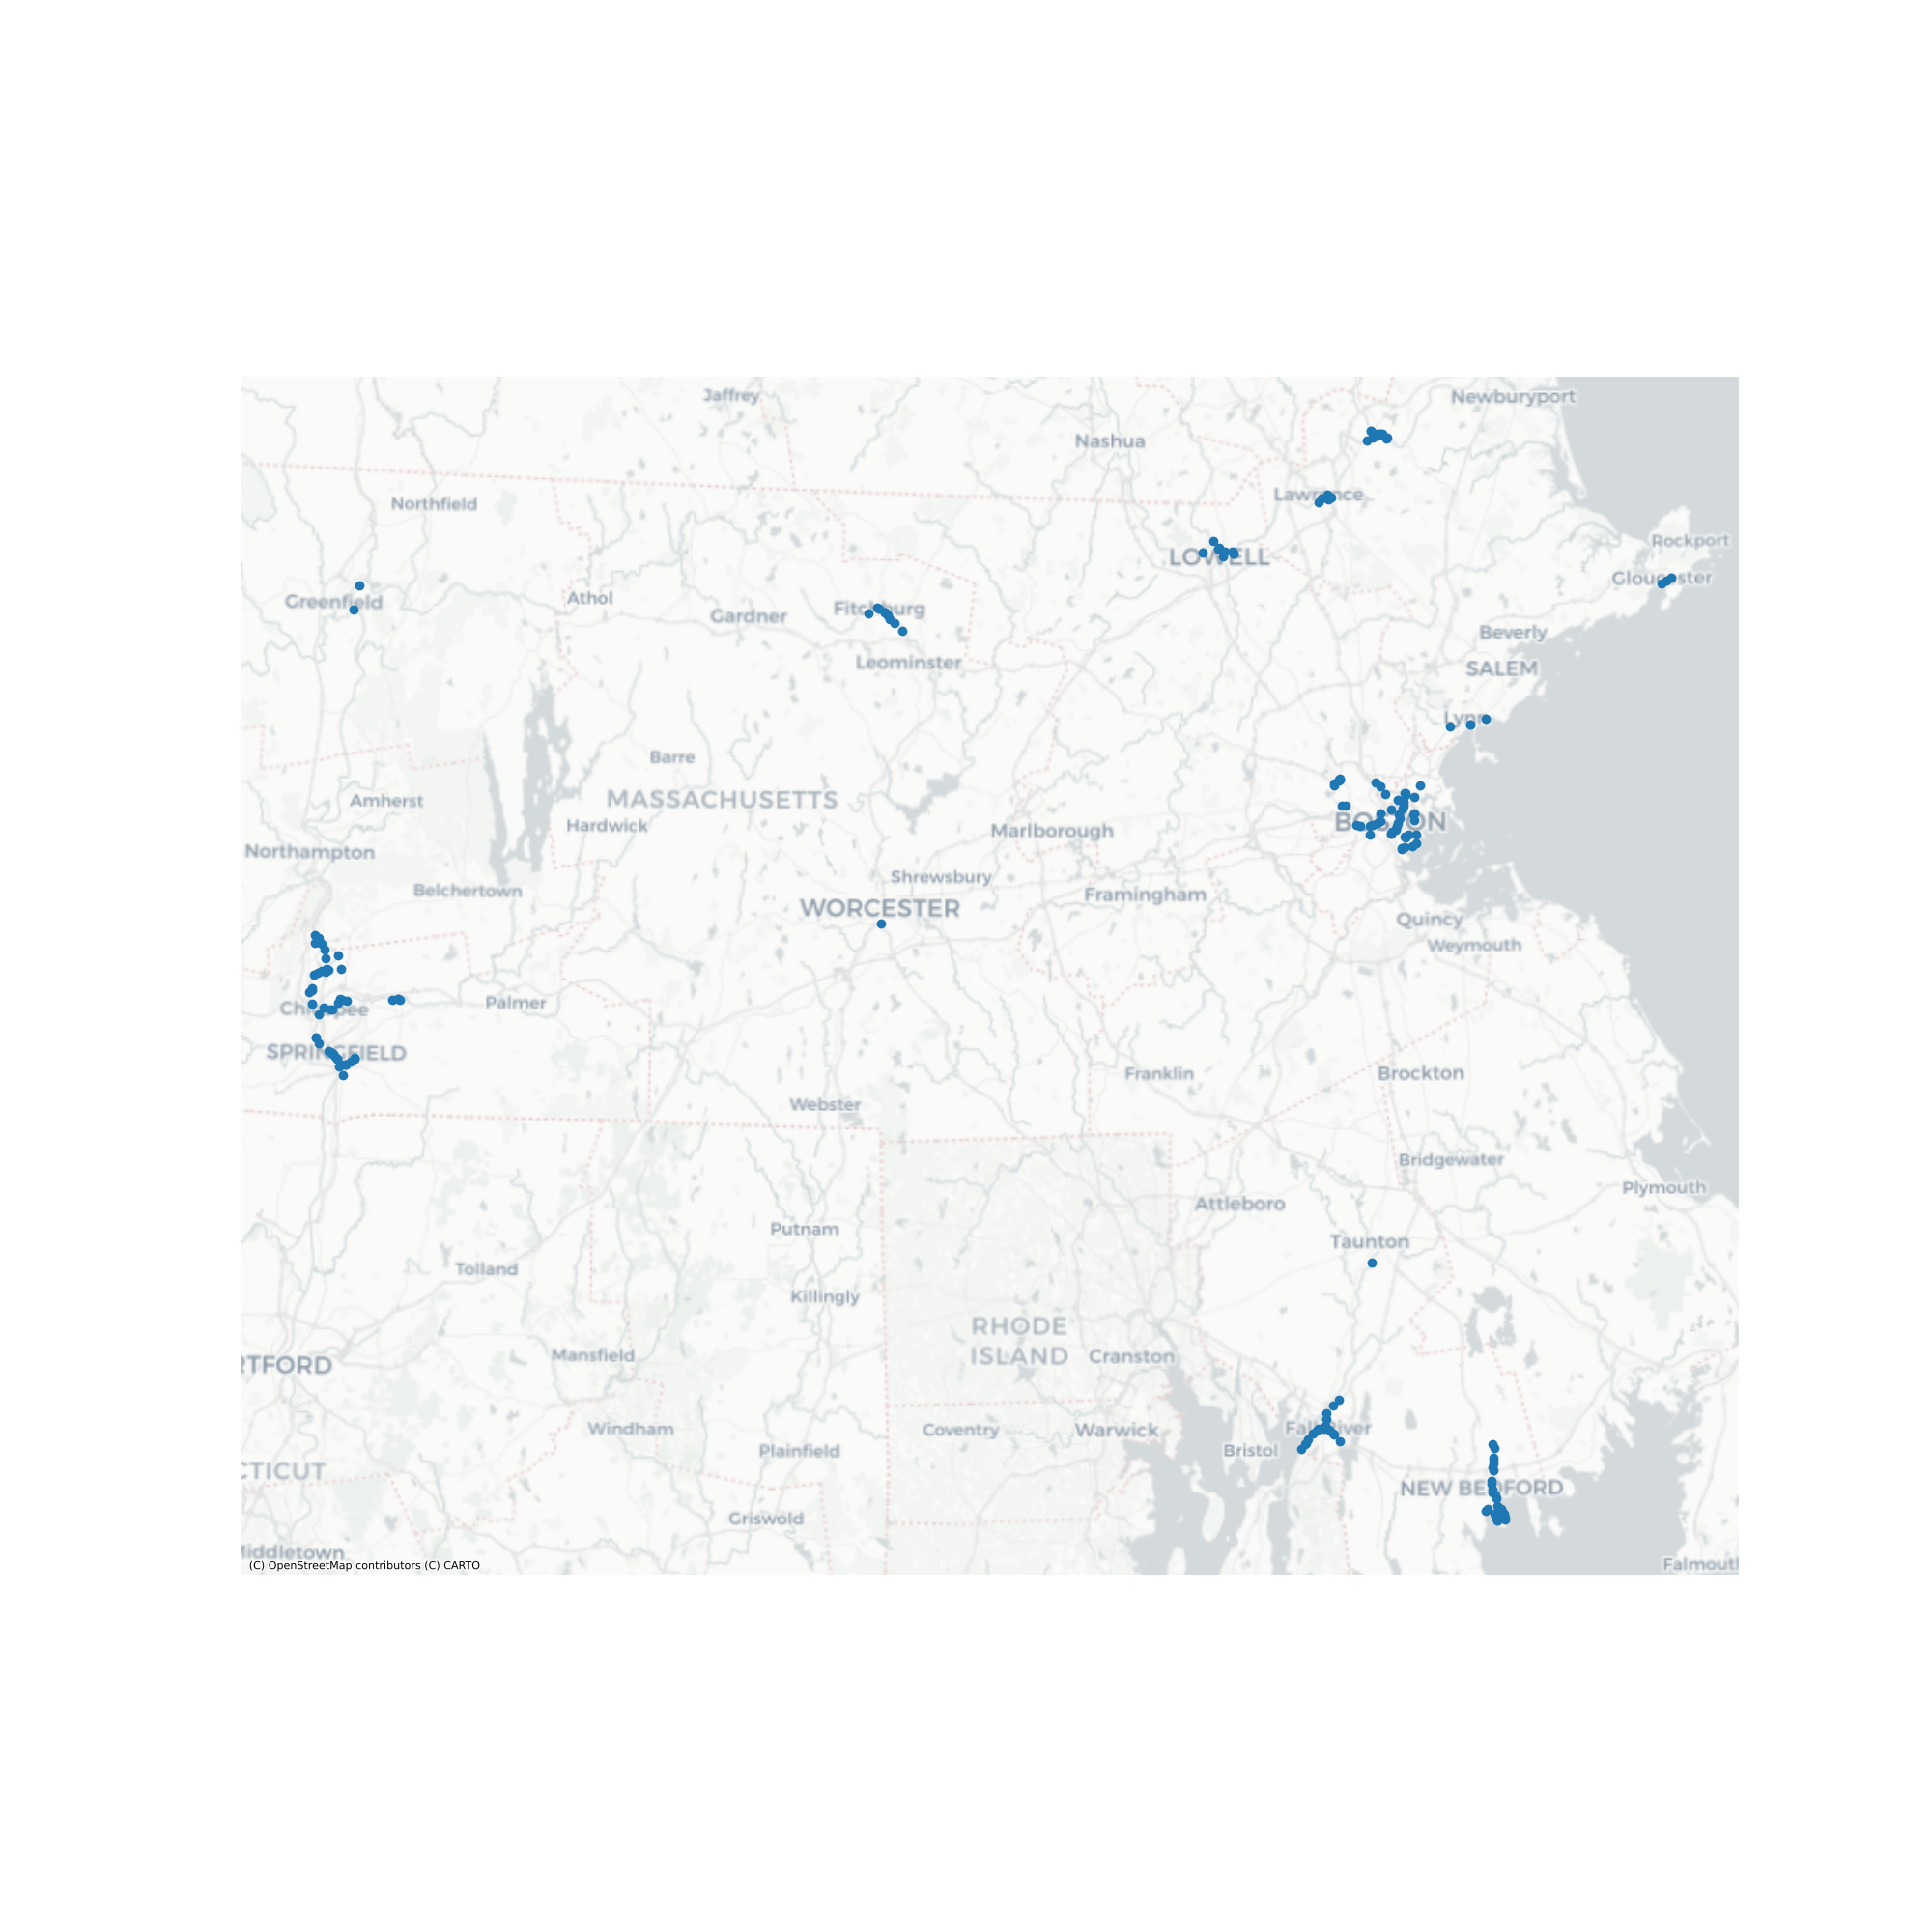 Jaffrey
Newburyport
Nashua
Lawrence
Northfield
Rockport
LOWELL
Gloucester
Greenfield
Athol
Fitchburg
Gardner
Beverly
Leominster
SALEM
Lynn
Barre
MASSACHUSETTS
Amherst
BOSTON
Hardwick
Marlborough
Northampton
Shrewsbury
Belchertown
Framingham
WORCESTER
Quincy
Weymouth
Palmer
Chicopee
SPRINGFIELD
Franklin
Brockton
Webster
Bridgewater
Plymouth
Attleboro
Putnam
Taunton
Tolland
Killingly
RHODE
ISLAND
Mansfield
Cranston
RTFORD
Windham
Coventry
Warwick
Fall River
Plainfield
Bristol
CTICUT
NEW BEDFORD
Griswold
Middletown
Falmouth
(C) OpenStreetMap contributors (C) CARTO